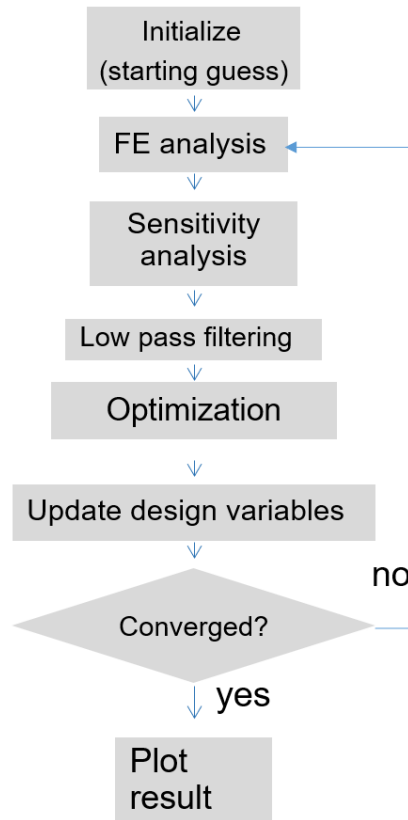 Initialize
(starting guess)
FE analysis
Sensitivity
analysis
Low pass filtering
Optimization
Update design variables
no
Converged?
yes
Plot
result